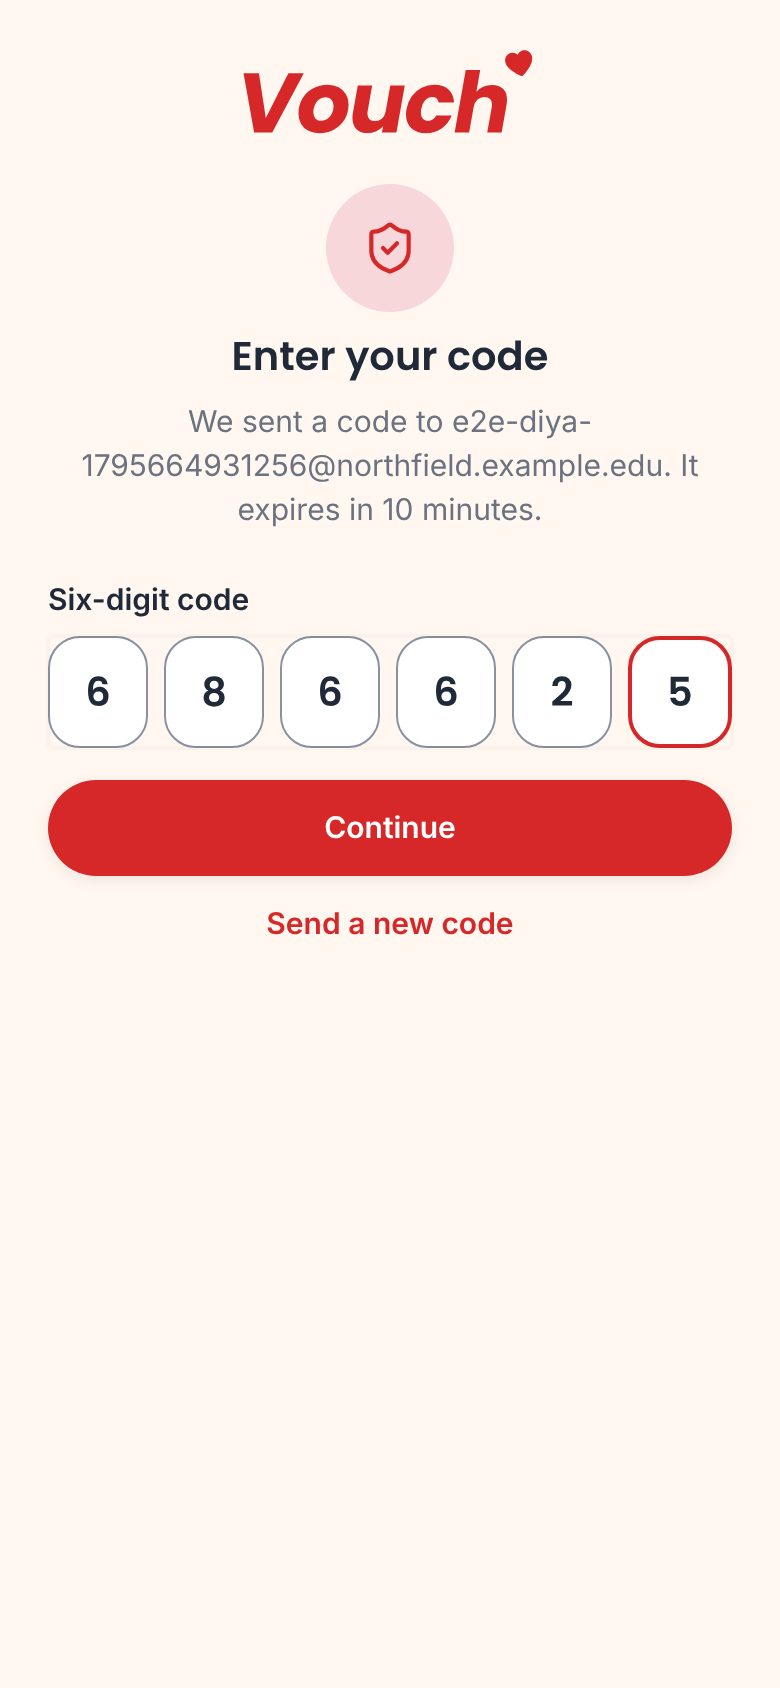 Vouch
Enter your code
We sent a code to e2e-diya-
1795664931256@northfield.example.edu. It
expires in 10 minutes.
Six-digit code
6 8 6 6 2 5
Continue
Send a new code